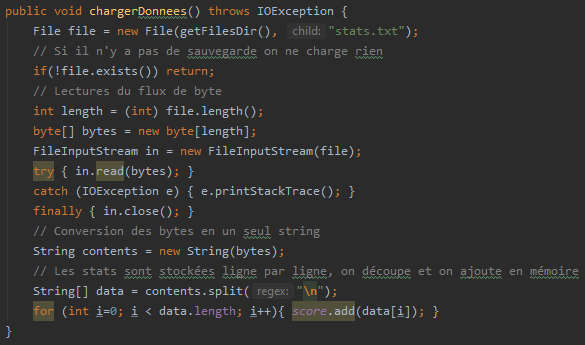 public void chargerDonnees() throws IOException {
File file = new File(getFilesDir(), child: "stats.txt");
// Si il n'y a pas de sauvegarde on ne charge rien
if(!file.exists()) return;
// Lectures du flux de byte
int length = (int) file.length();
byte[] bytes = new byte[length];
FileInputStream in = new FileInputStream(file);
try { in.read(bytes); }
catch (IOException e) { e.printStackTrace(); }
finally { in.close(); }
// Conversion des bytes en un seul string
String contents = new String(bytes);
// Les stats sont stockées ligne par ligne, on découpe et on ajoute en mémoire
String[] data = contents.split( regex: "\n");
for (int i=0; i < data.length; i++){ score.add(data[i]); }
}